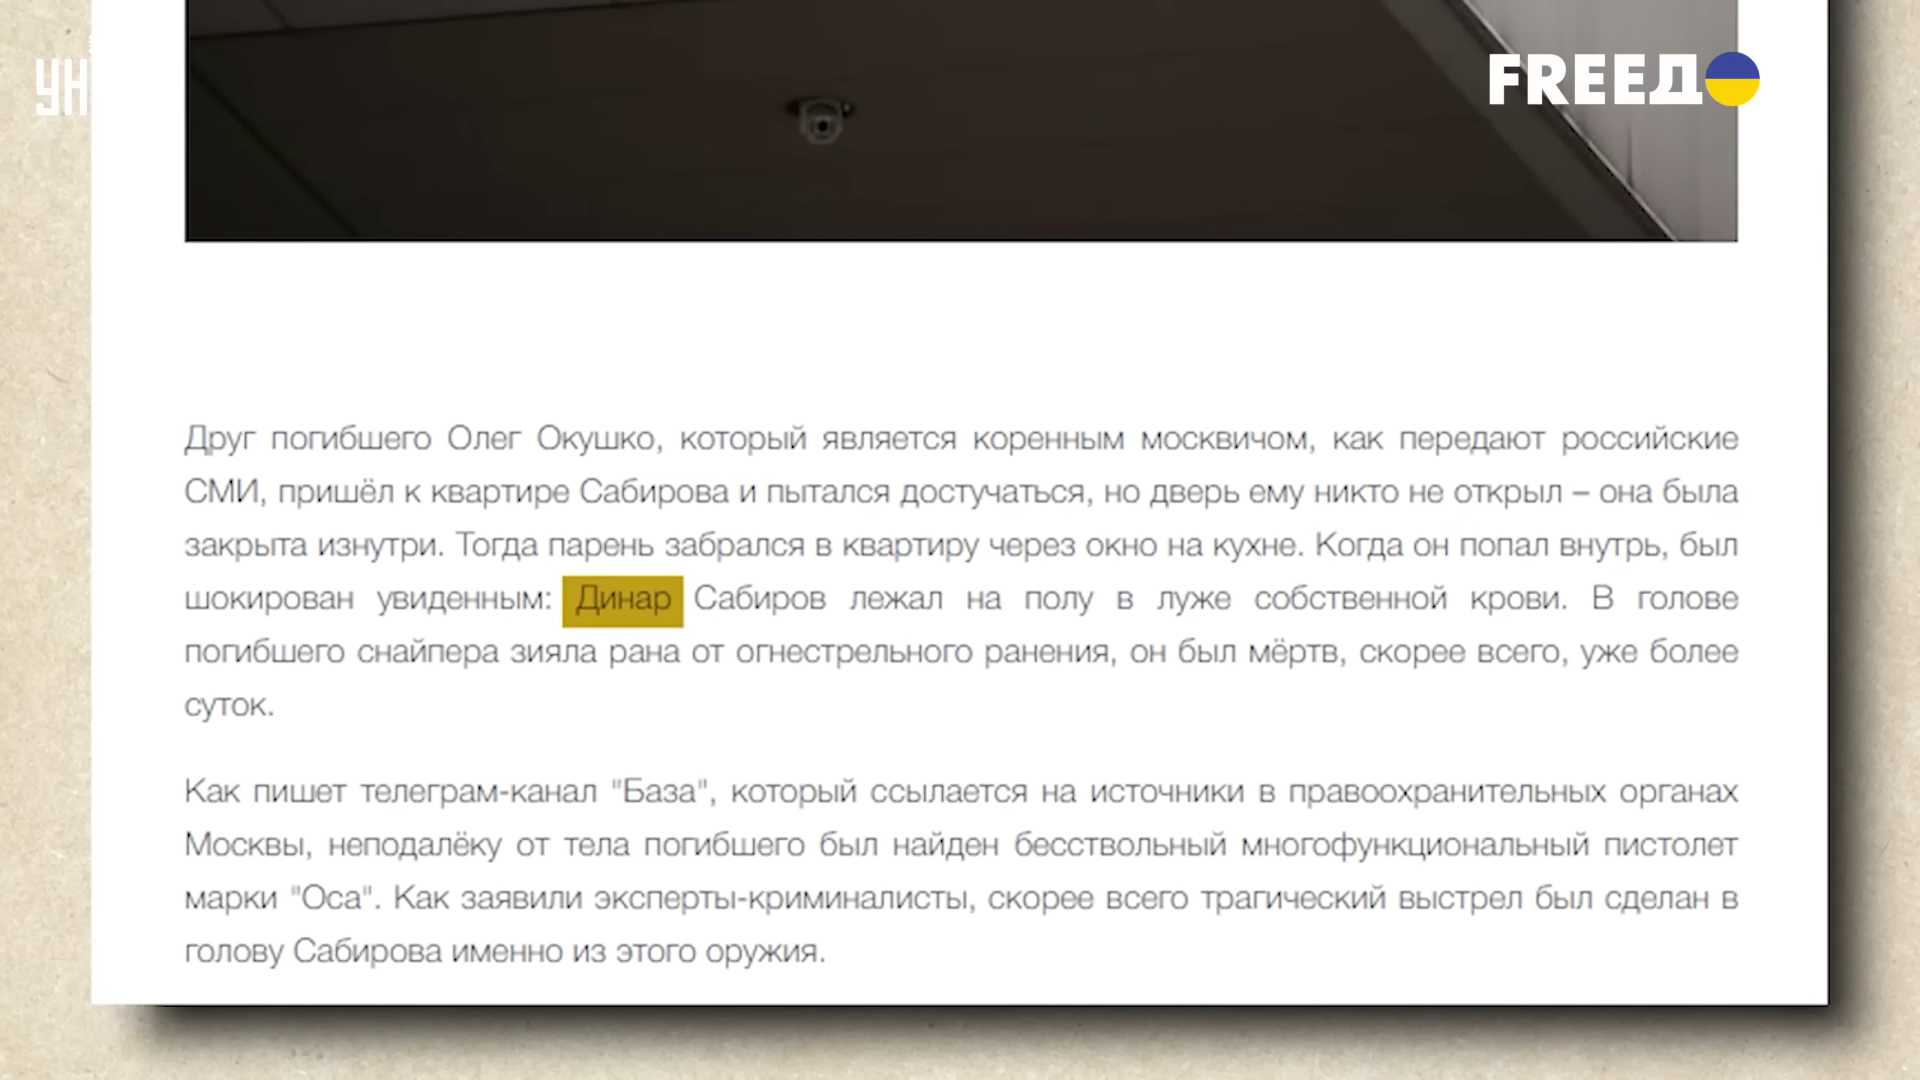 УН
FREEДО
Друг погибшего Олег Окушко, который является коренным москвичом, как передают российские
СМИ, пришёл к квартире Сабирова и пытался достучаться, но дверь ему никто не открыл – она была
закрыта изнутри. Тогда парень забрался в квартиру через окно на кухне. Когда он попал внутрь, был
шокирован увиденным: Динар Сабиров лежал на полу в луже собственной крови. В голове
погибшего снайпера зияла рана от огнестрельного ранения, он был мёртв, скорее всего, уже более
суток.
Как пишет телеграм-канал "База", который ссылается на источники в правоохранительных органах
Москвы, неподалёку от тела погибшего был найден бесствольный многофункциональный пистолет
марки "Оса". Как заявили эксперты-криминалисты, скорее всего трагический выстрел был сделан в
голову Сабирова именно из этого оружия.